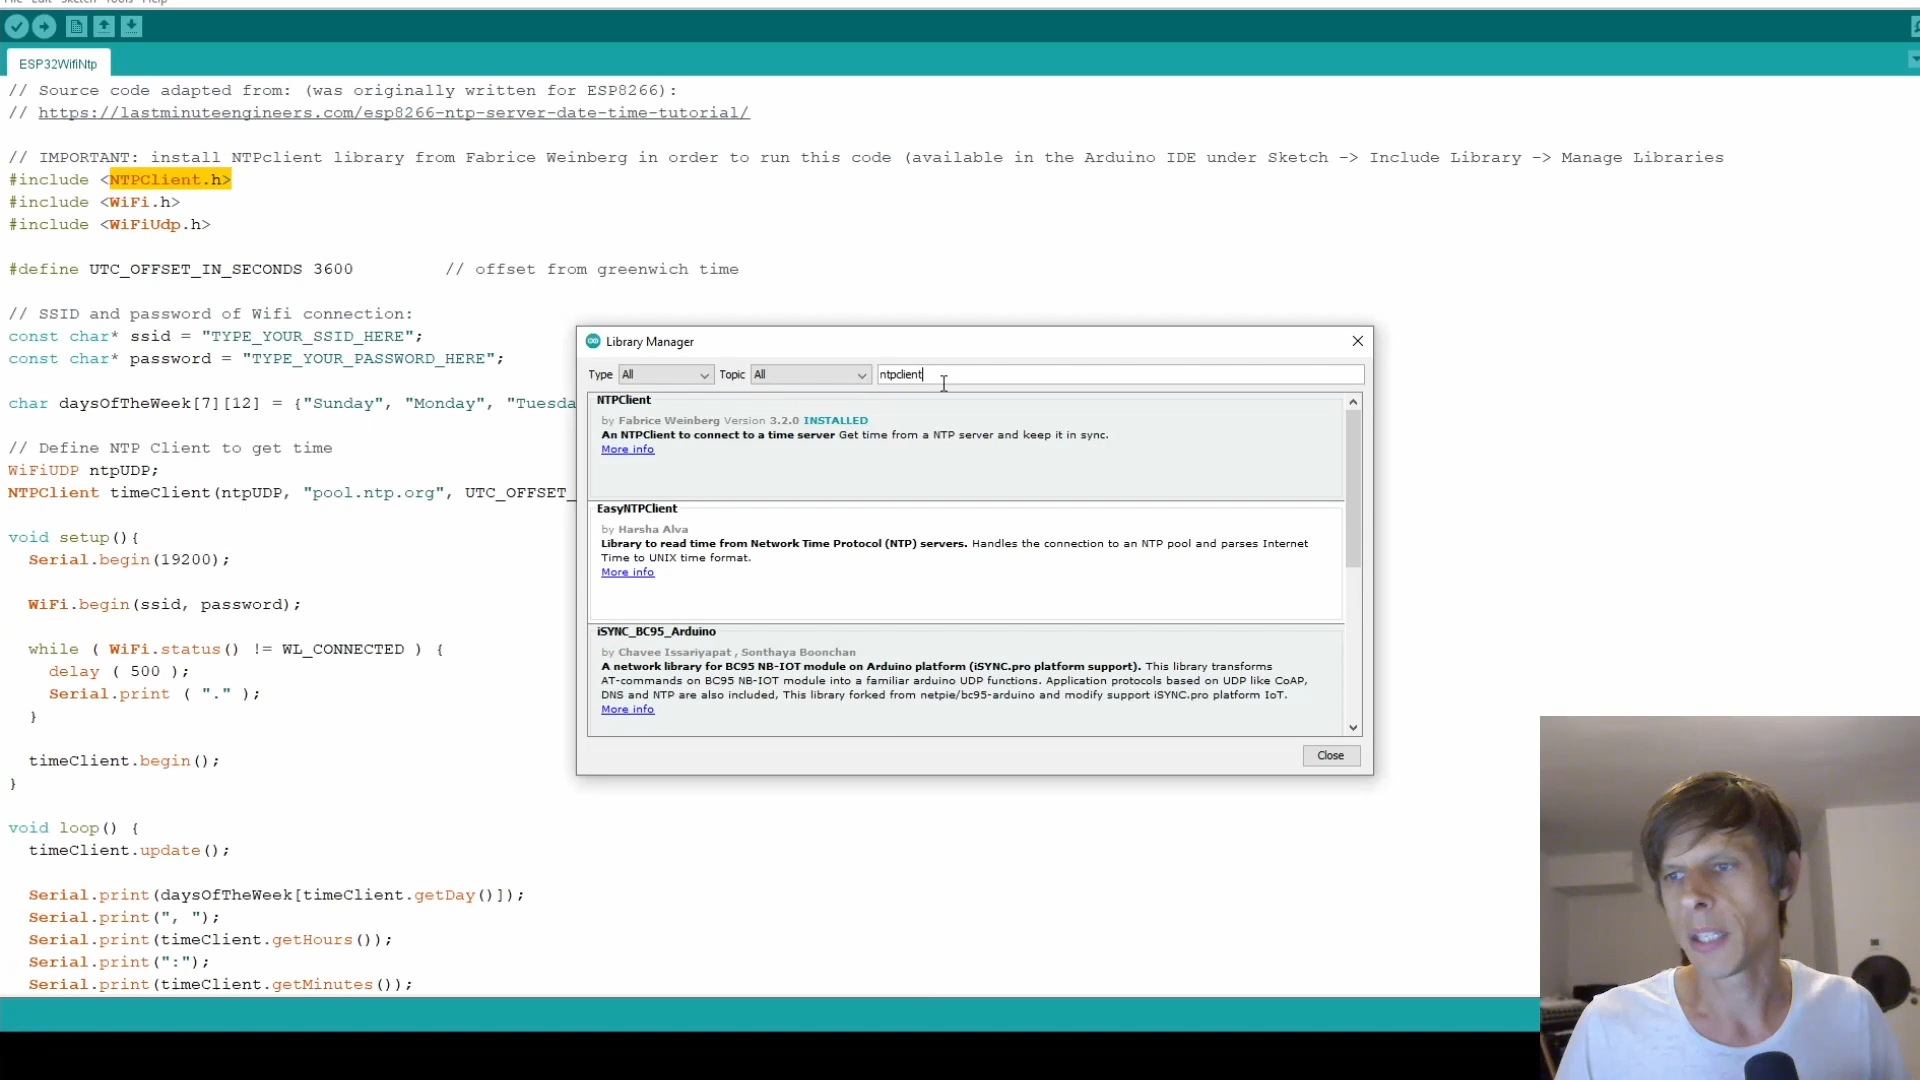 File Edit Sketch Tools Help
ESP32WifiNtp
// Source code adapted from: (was originally written for ESP8266):
// https://lastminuteengineers.com/esp8266-ntp-server-date-time-tutorial/
// IMPORTANT: install NTPclient library from Fabrice Weinberg in order to run this code (available in the Arduino IDE under Sketch -> Include Library -> Manage Libraries
#include <NTPClient.h>
#include <WiFi.h>
#include <WiFiUdp.h>
#define UTC_OFFSET_IN_SECONDS 3600 // offset from greenwich time
// SSID and password of Wifi connection:
const char* ssid = "TYPE_YOUR_SSID_HERE";
const char* password = "TYPE_YOUR_PASSWORD_HERE";
char daysOfTheWeek[7][12] = {"Sunday", "Monday", "Tuesda
// Define NTP Client to get time
WiFiUDP ntpUDP;
NTPClient timeClient(ntpUDP, "pool.ntp.org", UTC_OFFSET_
void setup(){
Serial.begin(19200);
WiFi.begin(ssid, password);
while ( WiFi.status() != WL_CONNECTED ) {
delay ( 500 );
Serial.print ( "." );
}
timeClient.begin();
}
void loop() {
timeClient.update();
Serial.print(daysOfTheWeek[timeClient.getDay()]);
Serial.print(", ");
Serial.print(timeClient.getHours());
Serial.print(":");
Serial.print(timeClient.getMinutes());
Library Manager
Type All Topic All ntpclient
NTPClient
by Fabrice Weinberg Version 3.2.0 INSTALLED
An NTPClient to connect to a time server Get time from a NTP server and keep it in sync.
More info
EasyNTPClient
by Harsha Alva
Library to read time from Network Time Protocol (NTP) servers. Handles the connection to an NTP pool and parses Internet
Time to UNIX time format.
More info
iSYNC_BC95_Arduino
by Chavee Issariyapat , Sonthaya Boonchan
A network library for BC95 NB-IOT module on Arduino platform (iSYNC.pro platform support). This library transforms
AT-commands on BC95 NB-IOT module into a familiar arduino UDP functions. Application protocols based on UDP like CoAP,
DNS and NTP are also included, This library forked from netpie/bc95-arduino and modify support iSYNC.pro platform IoT.
More info
Close